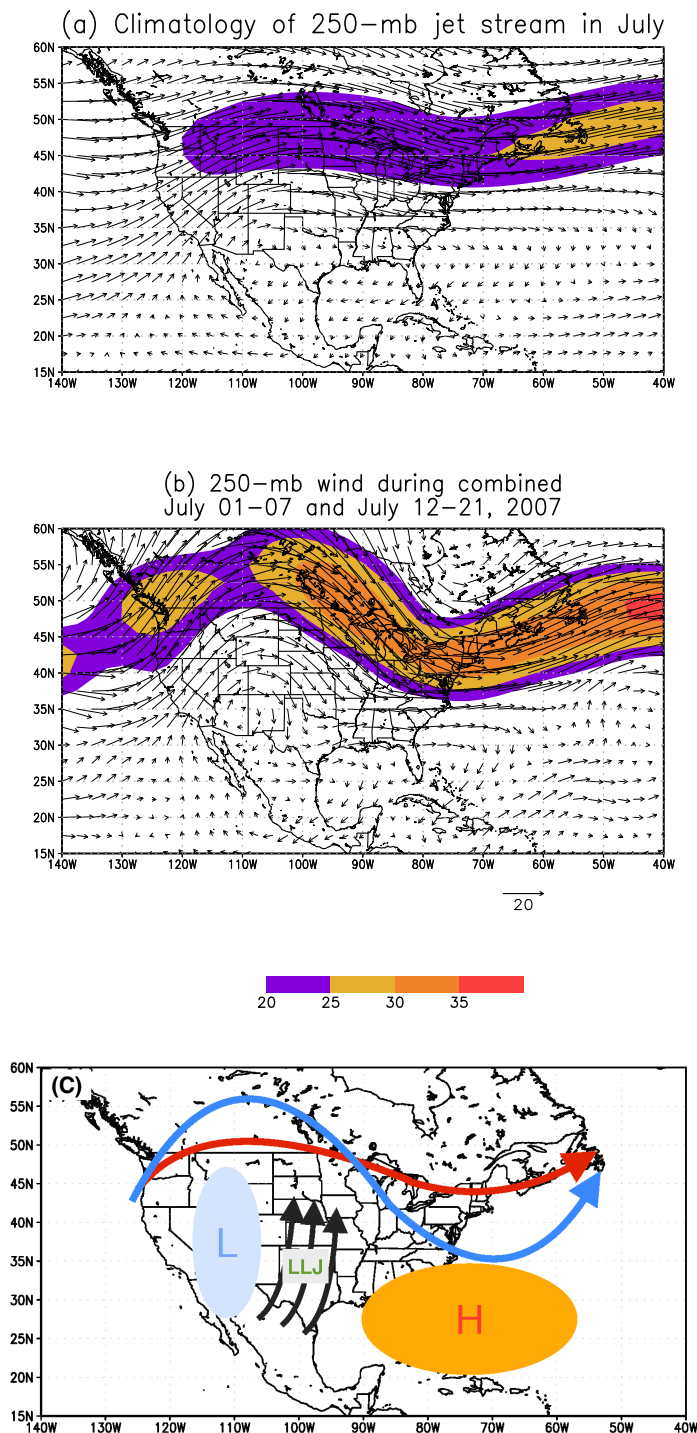 (a) Climatology of 250-mb jet stream in July
60N
55N
50N
45N
40N
35N
30N
25N
20N
15N
140W 130W 120W 110W 100W 90W 80W 70W 60W 50W 40W
(b) 250-mb wind during combined
July 01-07 and July 12-21, 2007
60N
55N
50N
45N
40N
35N
30N
25N
20N
15N
140W 130W 120W 110W 100W 90W 80W 70W 60W 50W 40W
20
20 25 30 35
(C)
60N
55N
50N
45N
40N
35N
30N
25N
20N
15N
L
LLJ
H
140W 130W 120W 110W 100W 90W 80W 70W 60W 50W 40W